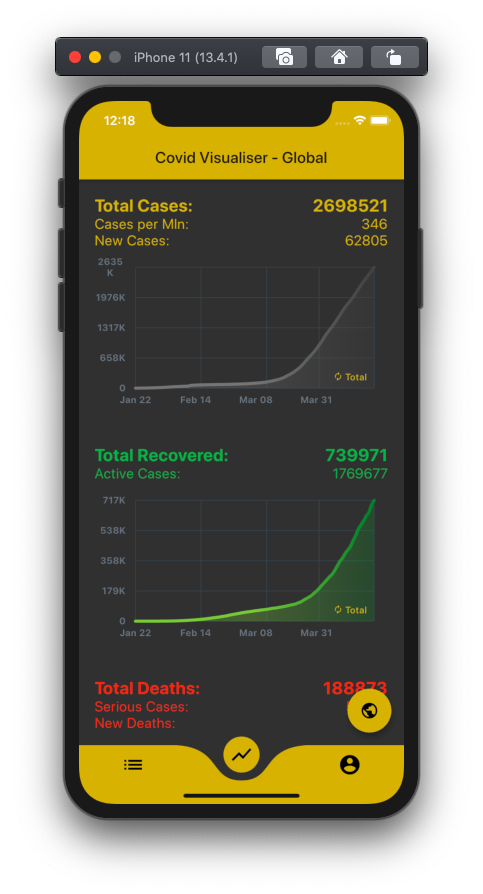 iPhone 11 (13.4.1)
12:18
Covid Visualiser - Global
Total Cases: 2698521
Cases per Mln: 346
New Cases: 62805
2635
K
1976K
1317K
658K
0
Total
Jan 22 Feb 14 Mar 08 Mar 31
Total Recovered: 739971
Active Cases: 1769677
717K
538K
358K
179K
0
Total
Jan 22 Feb 14 Mar 08 Mar 31
Total Deaths: 188873
Serious Cases:
New Deaths: